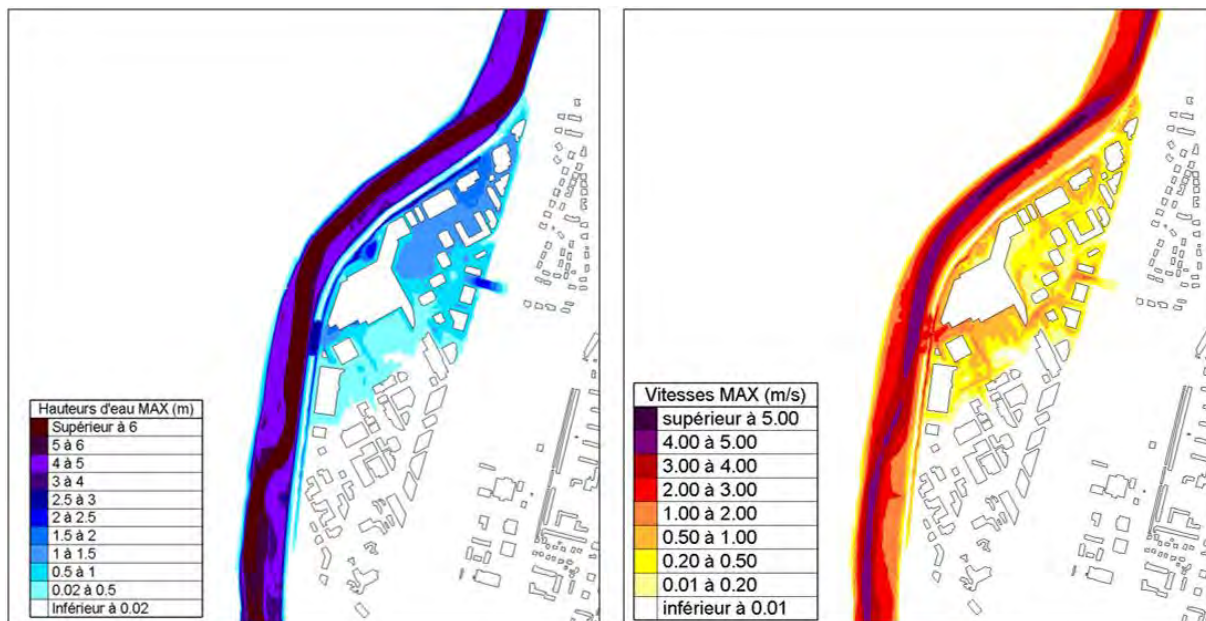 Hauteurs d'eau MAX (m)
Supérieur à 6
5 à 6
4 à 5
3 à 4
2.5 à 3
2 à 2.5
1.5 à 2
1 à 1.5
0.5 à 1
0.02 à 0.5
Inférieur à 0.02
Vitesses MAX (m/s)
supérieur à 5.00
4.00 à 5.00
3.00 à 4.00
2.00 à 3.00
1.00 à 2.00
0.50 à 1.00
0.20 à 0.50
0.01 à 0.20
inférieur à 0.01